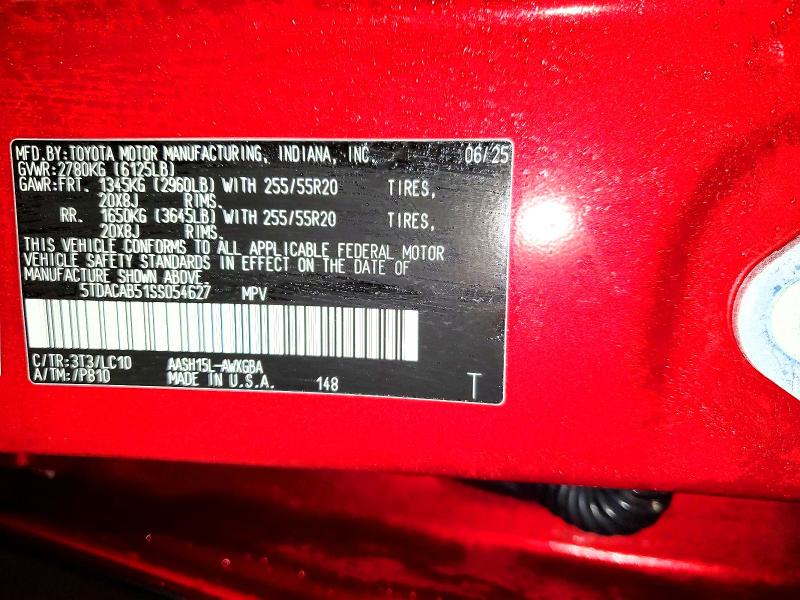 MFD.BY:TOYOTA MOTOR MANUFACTURING, INDIANA, INC. 06/25
GVWR:2780KG (6125LB)
GAWR:FRT. 1345KG (2960LB) WITH 255/55R20 TIRES,
20X8J RIMS.
RR. 1650KG (3645LB) WITH 255/55R20 TIRES,
20X8J RIMS.
THIS VEHICLE CONFORMS TO ALL APPLICABLE FEDERAL MOTOR
VEHICLE SAFETY STANDARDS IN EFFECT ON THE DATE OF
MANUFACTURE SHOWN ABOVE.
5TDACAB51SS054627 MPV
C/TR:3T3/LC10 AASH15L-AWXGBA
A/TM:/P810 MADE IN U.S.A. 148 T